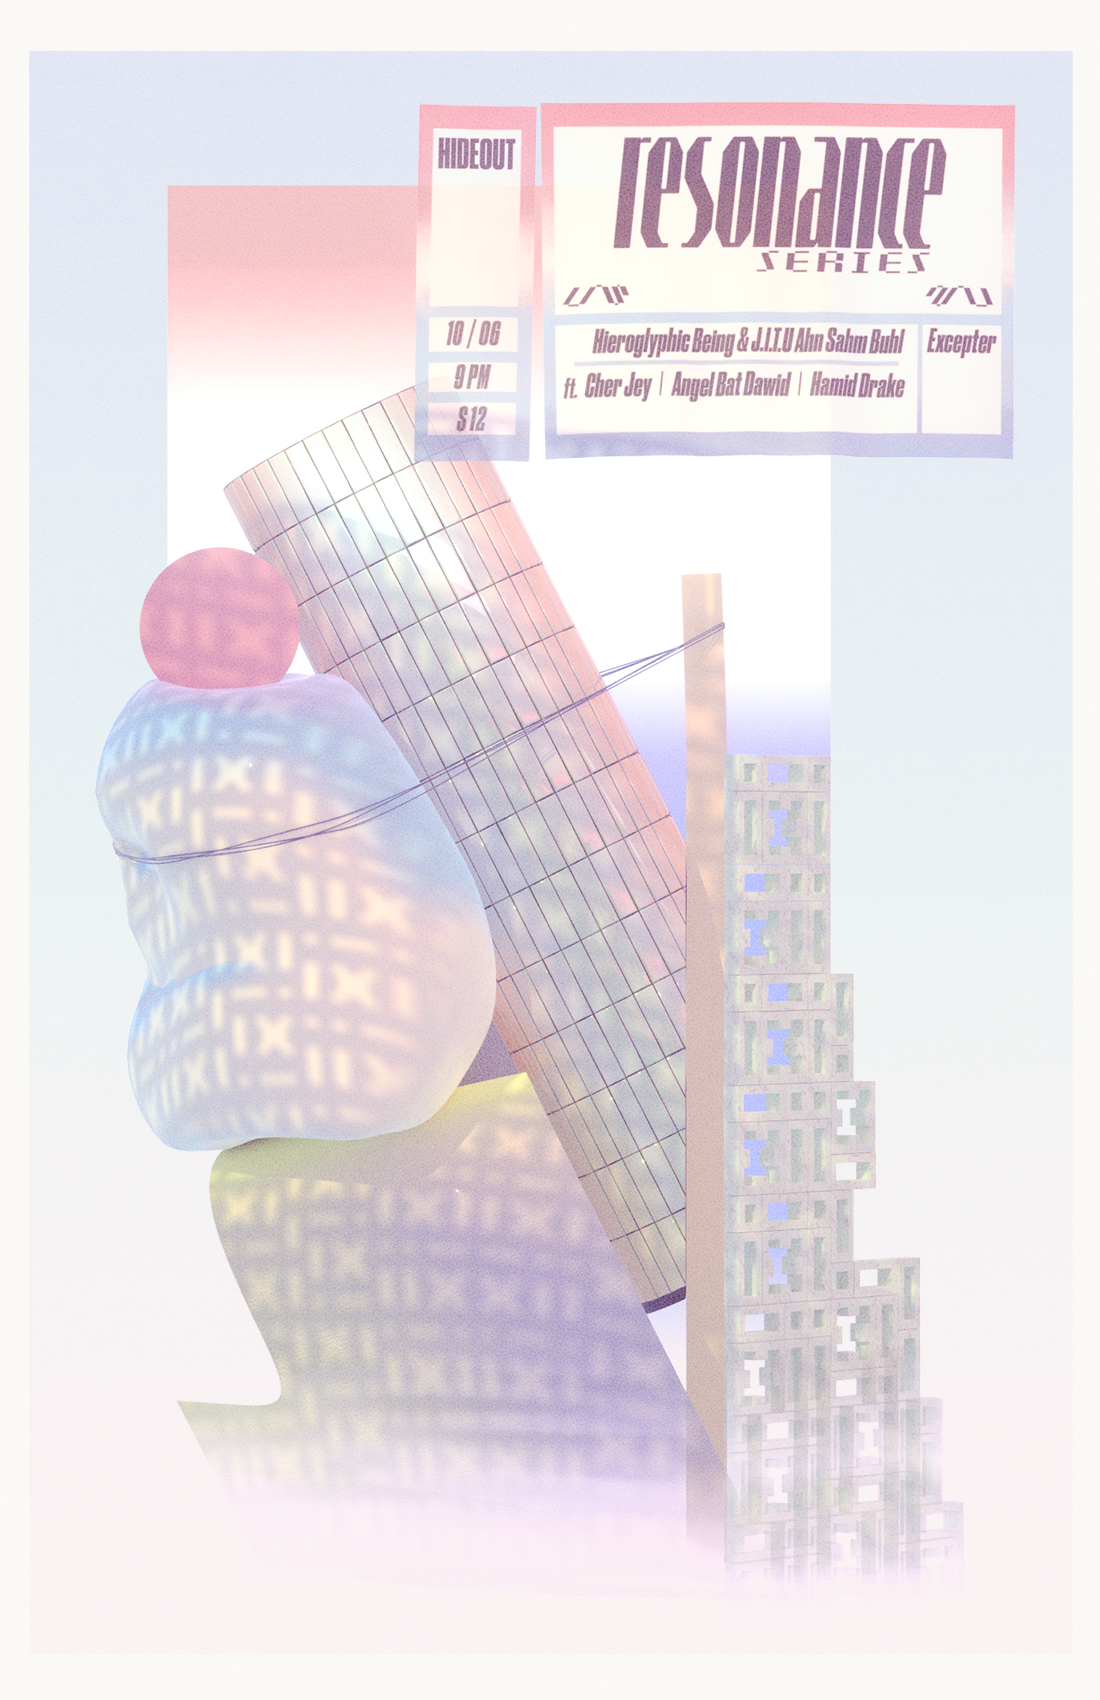 HIDEOUT
10 / 06
9 PM
$12
resonance
SERIES
Hieroglyphic Being & J.I.T.U Ahn Sahm Buhl
ft. Cher Jey | Angel Bat Dawid | Hamid Drake
Excepter